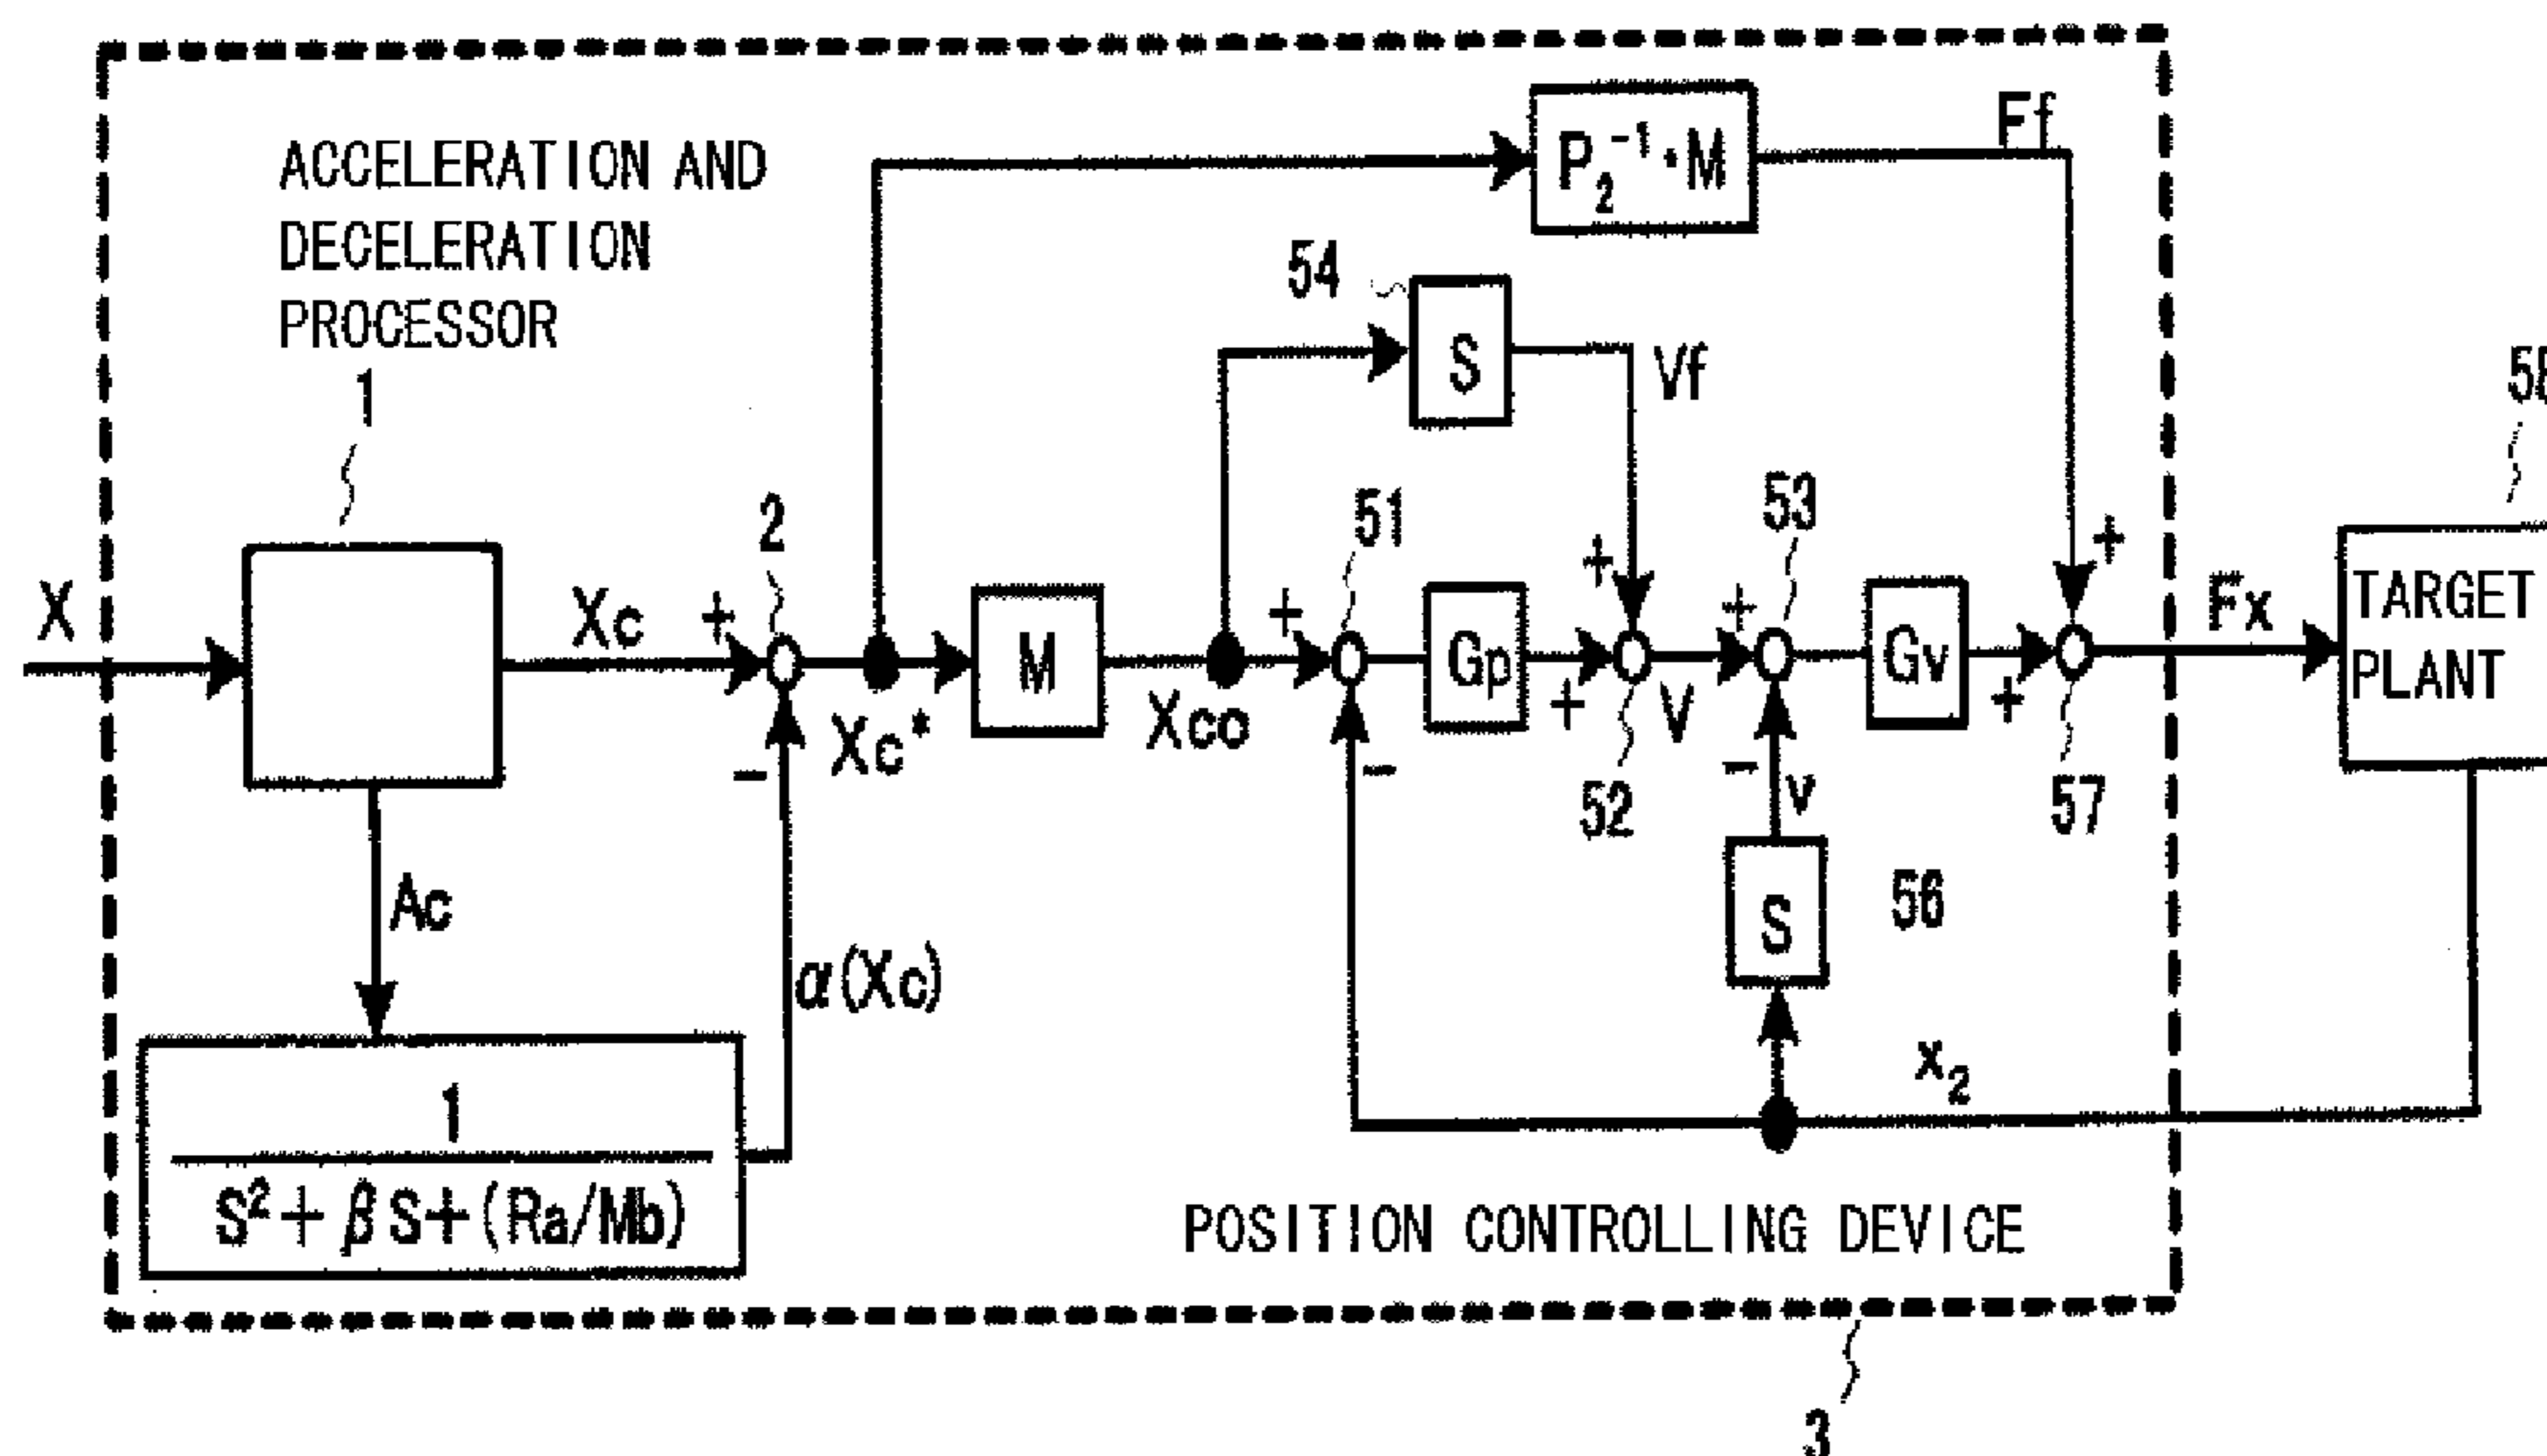 ACCELERATION AND
DECELERATION
PROCESSOR
1
P₂⁻¹·M
Ff
54
S
Vf
X
Xc
+
2
-
Xc*
M
Xco
+
51
-
Gp
+
+
52
V
+
53
-
v
Gv
+
+
57
Fx
TARGET
PLANT
Ac
α(Xc)
S
56
x₂
1
S²+βS+(Ra/Mb)
POSITION CONTROLLING DEVICE
3